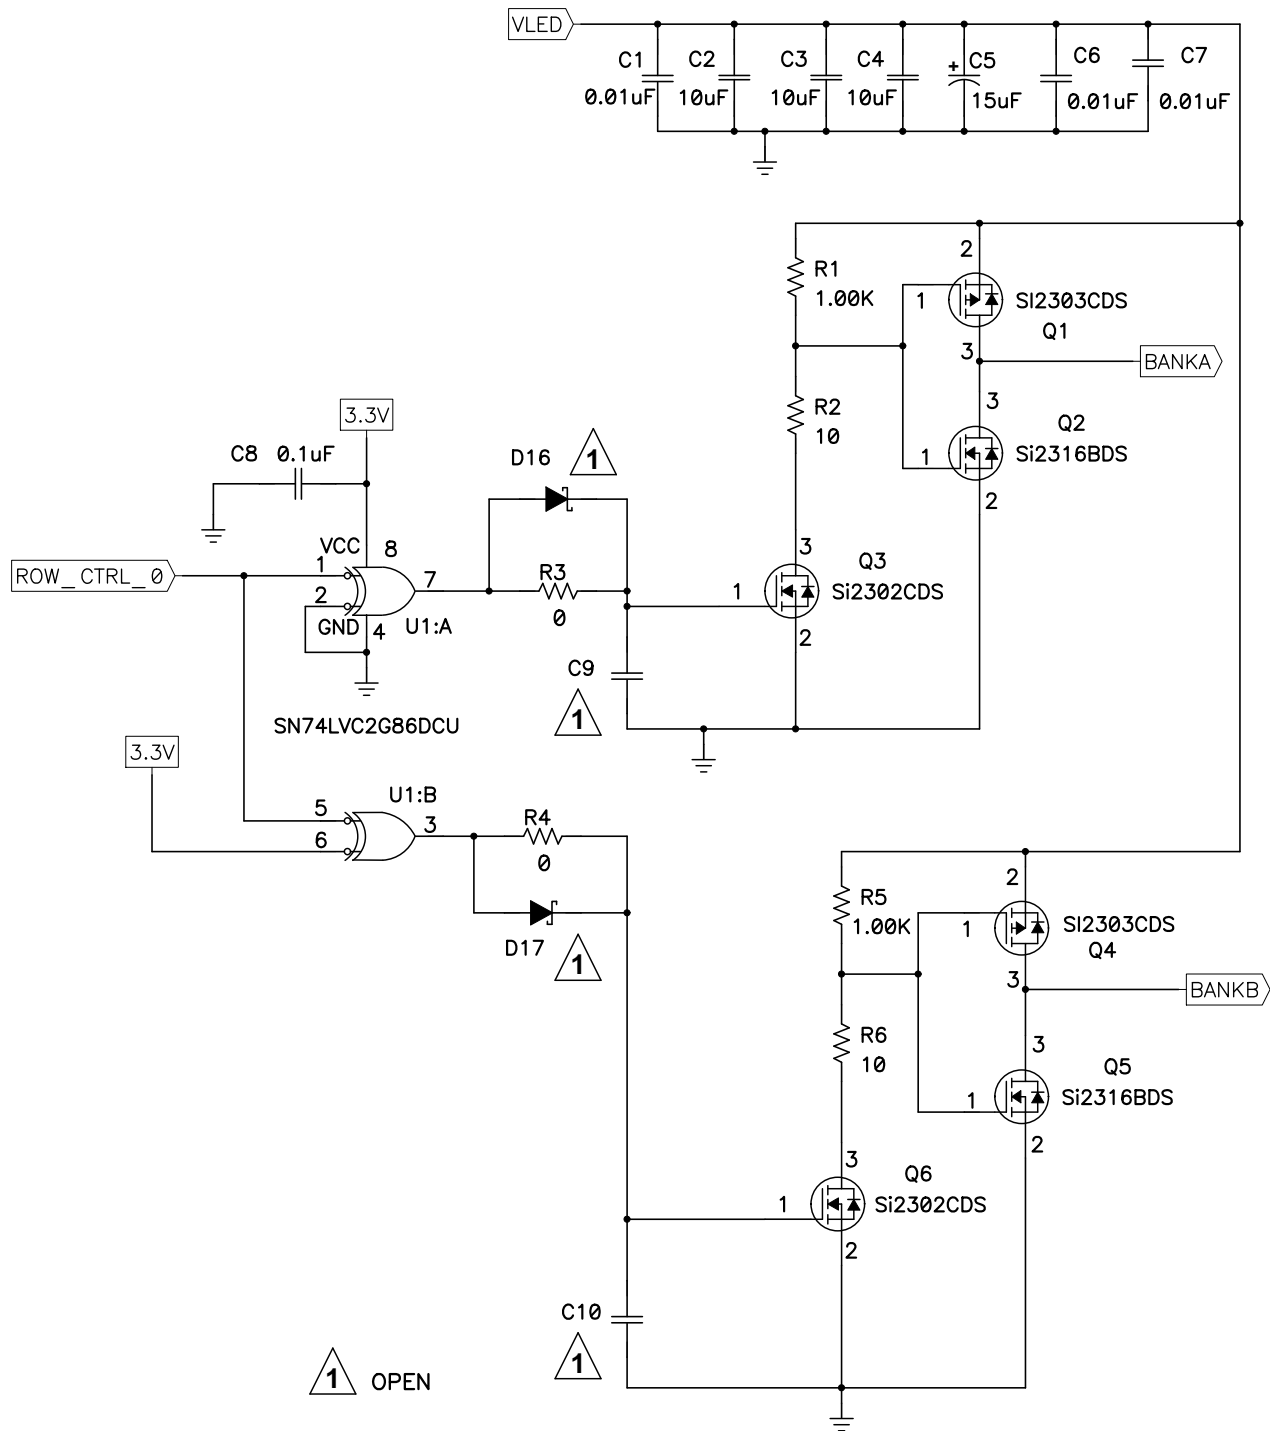 VLED
C1
0.01uF
C2
10uF
C3
10uF
C4
10uF
+
C5
15uF
C6
0.01uF
C7
0.01uF
R1
1.00K
2
1
SI2303CDS
Q1
3
BANKA
R2
10
3
Q2
1
Si2316BDS
2
3.3V
C8 0.1uF
D16
1
VCC
8
ROW_CTRL_0
1
2
GND
4
7
U1:A
R3
0
3
Q3
1
Si2302CDS
2
C9
1
SN74LVC2G86DCU
3.3V
U1:B
5
6
3
R4
0
D17
1
R5
1.00K
2
1
SI2303CDS
Q4
3
BANKB
R6
10
3
Q5
1
Si2316BDS
2
3
Q6
1
Si2302CDS
2
C10
1
1 OPEN